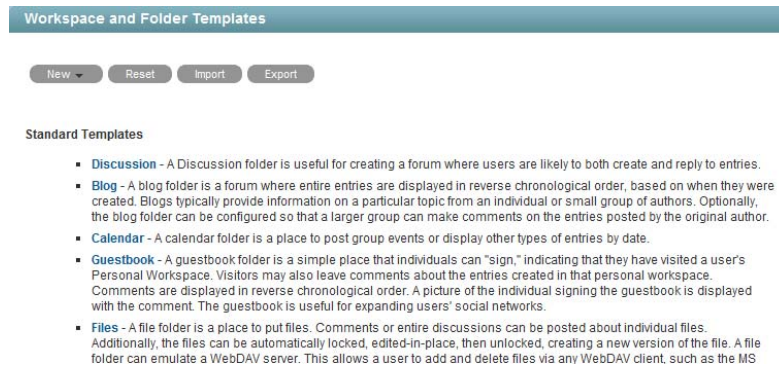 Workspace and Folder Templates
New Reset Import Export
Standard Templates
Discussion - A Discussion folder is useful for creating a forum where users are likely to both create and reply to entries.
Blog - A blog folder is a forum where entire entries are displayed in reverse chronological order, based on when they were
created. Blogs typically provide information on a particular topic from an individual or small group of authors. Optionally,
the blog folder can be configured so that a larger group can make comments on the entries posted by the original author.
Calendar - A calendar folder is a place to post group events or display other types of entries by date.
Guestbook - A guestbook folder is a simple place that individuals can "sign," indicating that they have visited a user's
Personal Workspace. Visitors may also leave comments about the entries created in that personal workspace.
Comments are displayed in reverse chronological order. A picture of the individual signing the guestbook is displayed
with the comment. The guestbook is useful for expanding users' social networks.
Files - A file folder is a place to put files. Comments or entire discussions can be posted about individual files.
Additionally, the files can be automatically locked, edited-in-place, then unlocked, creating a new version of the file. A file
folder can emulate a WebDAV server. This allows a user to add and delete files via any WebDAV client, such as the MS